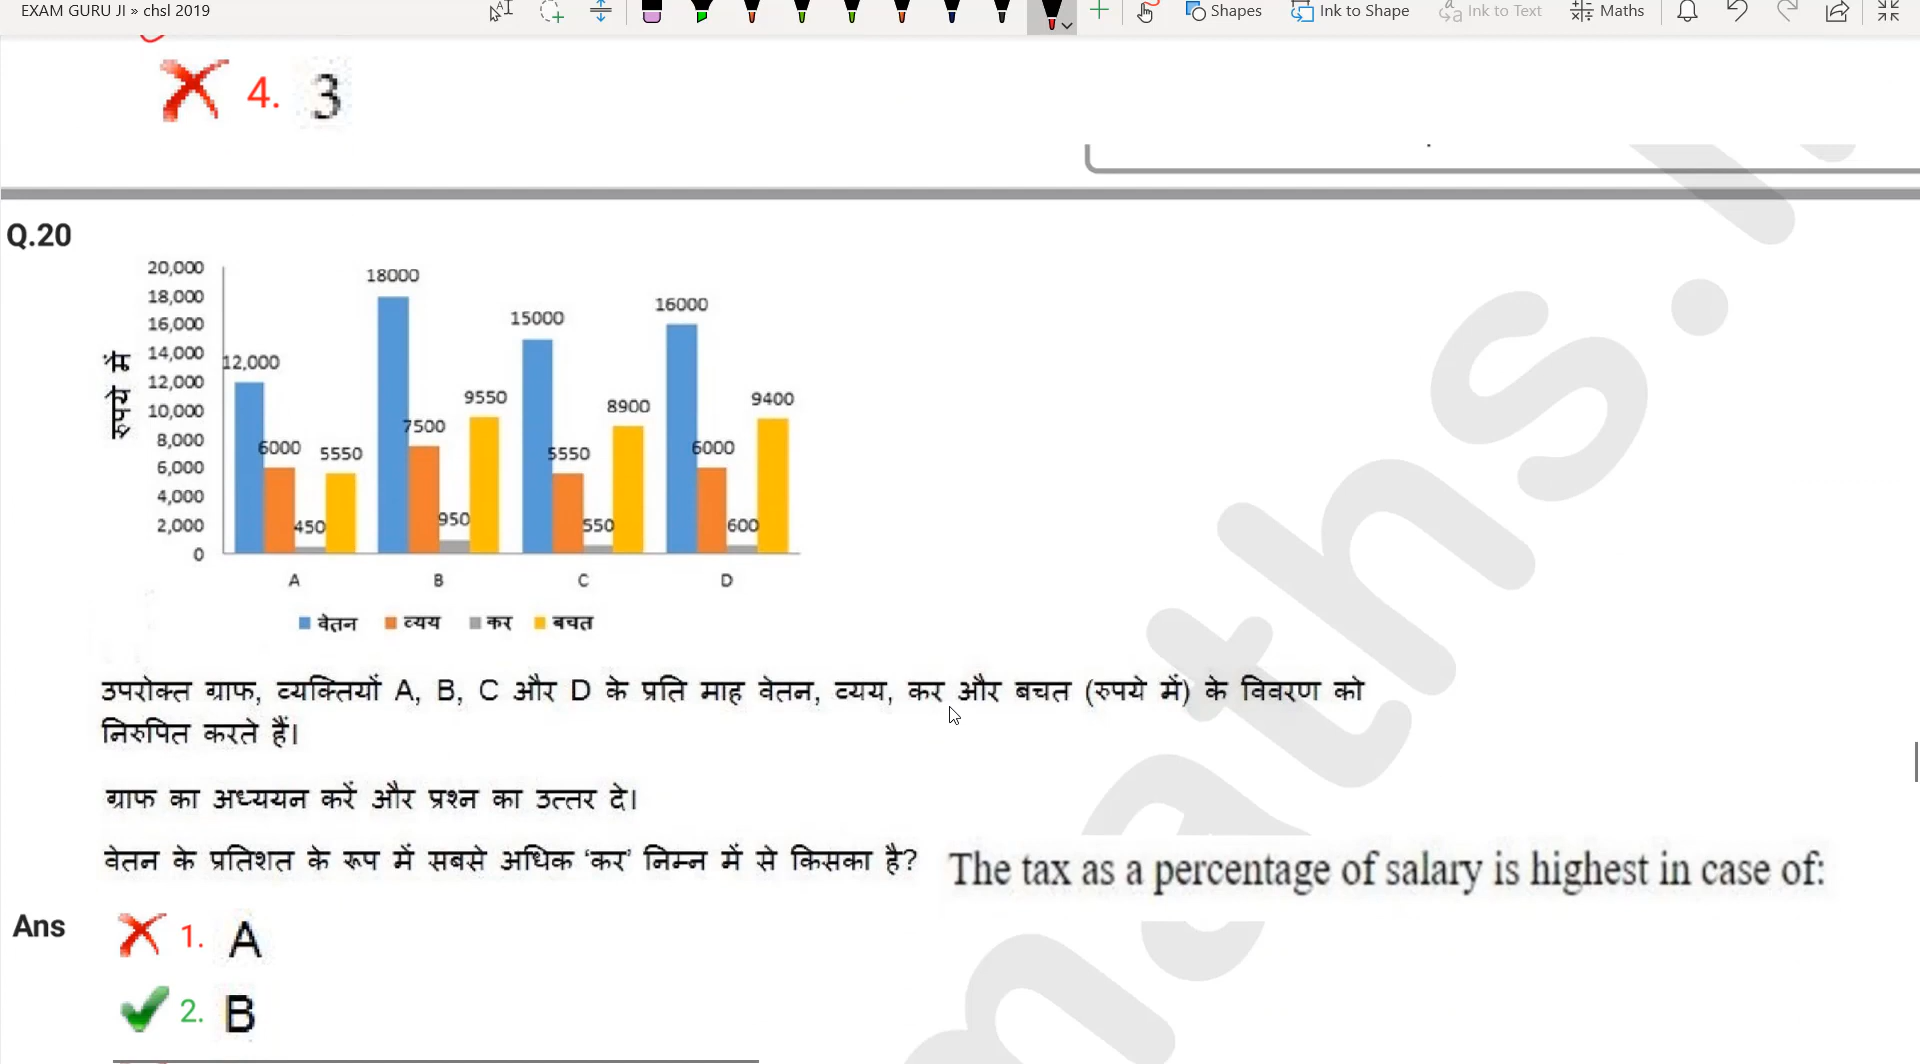 EXAM GURU JI » chsl 2019
Shapes
Ink to Shape
Ink to Text
Maths
4. 3
Q.20
रुपये में
20,000
18,000
16,000
14,000
12,000
10,000
8,000
6,000
4,000
2,000
0
12,000 6000 450 5550
18000 7500 950 9550
15000 5550 550 8900
16000 6000 600 9400
A B C D
वेतन व्यय कर बचत
उपरोक्त ग्राफ, व्यक्तियों A, B, C और D के प्रति माह वेतन, व्यय, कर और बचत (रुपये में) के विवरण को
निरुपित करते हैं।
ग्राफ का अध्ययन करें और प्रश्न का उत्तर दे।
वेतन के प्रतिशत के रूप में सबसे अधिक ‘कर’ निम्न में से किसका है? The tax as a percentage of salary is highest in case of:
Ans
1. A
2. B
maths.